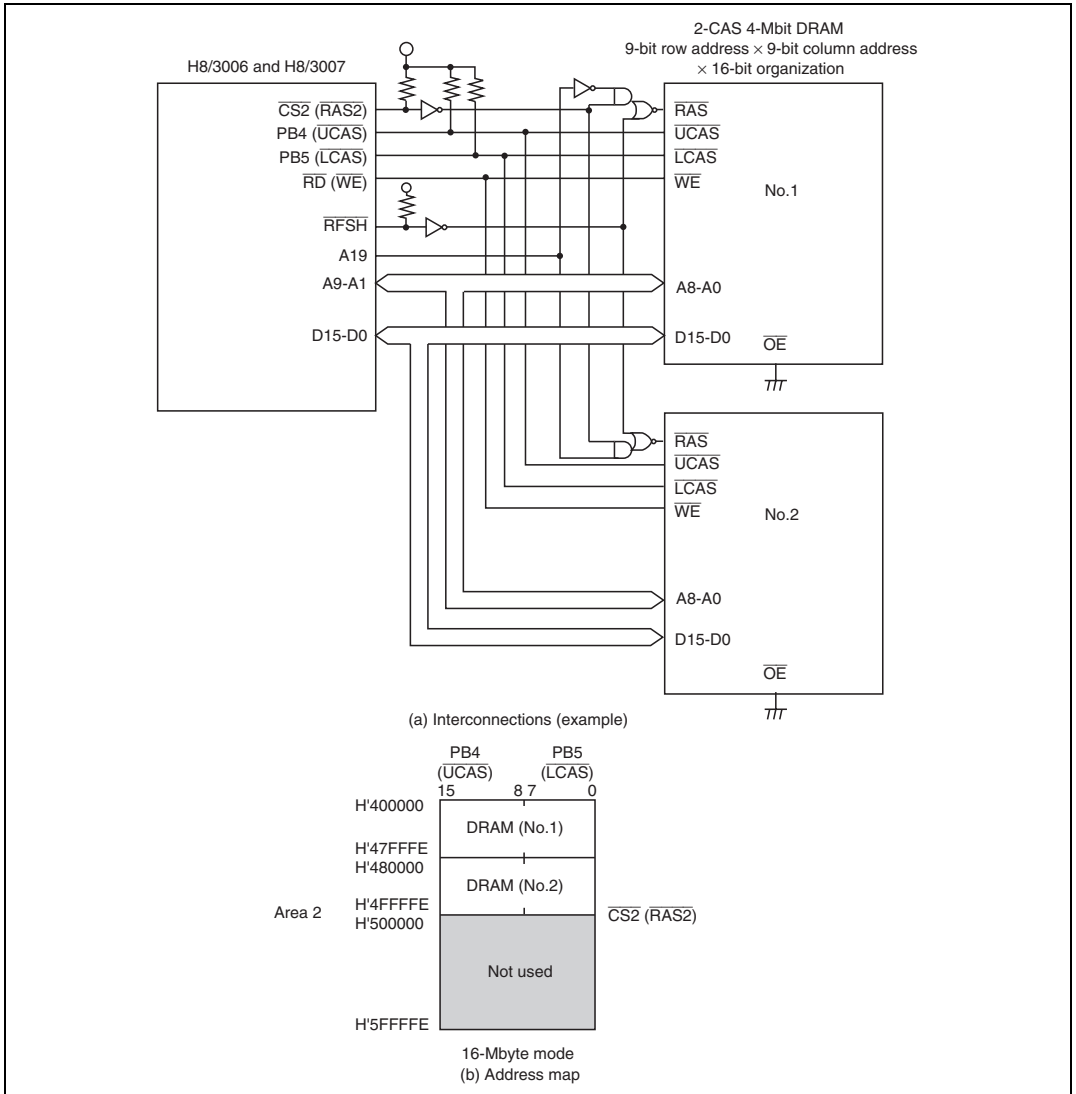 2-CAS 4-Mbit DRAM
9-bit row address × 9-bit column address
× 16-bit organization
H8/3006 and H8/3007
CS2 (RAS2)
PB4 (UCAS)
PB5 (LCAS)
RD (WE)
RFSH
A19
A9-A1
D15-D0
RAS
UCAS
LCAS
WE
No.1
A8-A0
D15-D0
OE
RAS
UCAS
LCAS
WE
No.2
A8-A0
D15-D0
OE
(a) Interconnections (example)
PB4
(UCAS)
PB5
(LCAS)
15
8 7
0
H'400000
DRAM (No.1)
H'47FFFE
H'480000
DRAM (No.2)
Area 2
H'4FFFFE
CS2 (RAS2)
H'500000
Not used
H'5FFFFE
16-Mbyte mode
(b) Address map